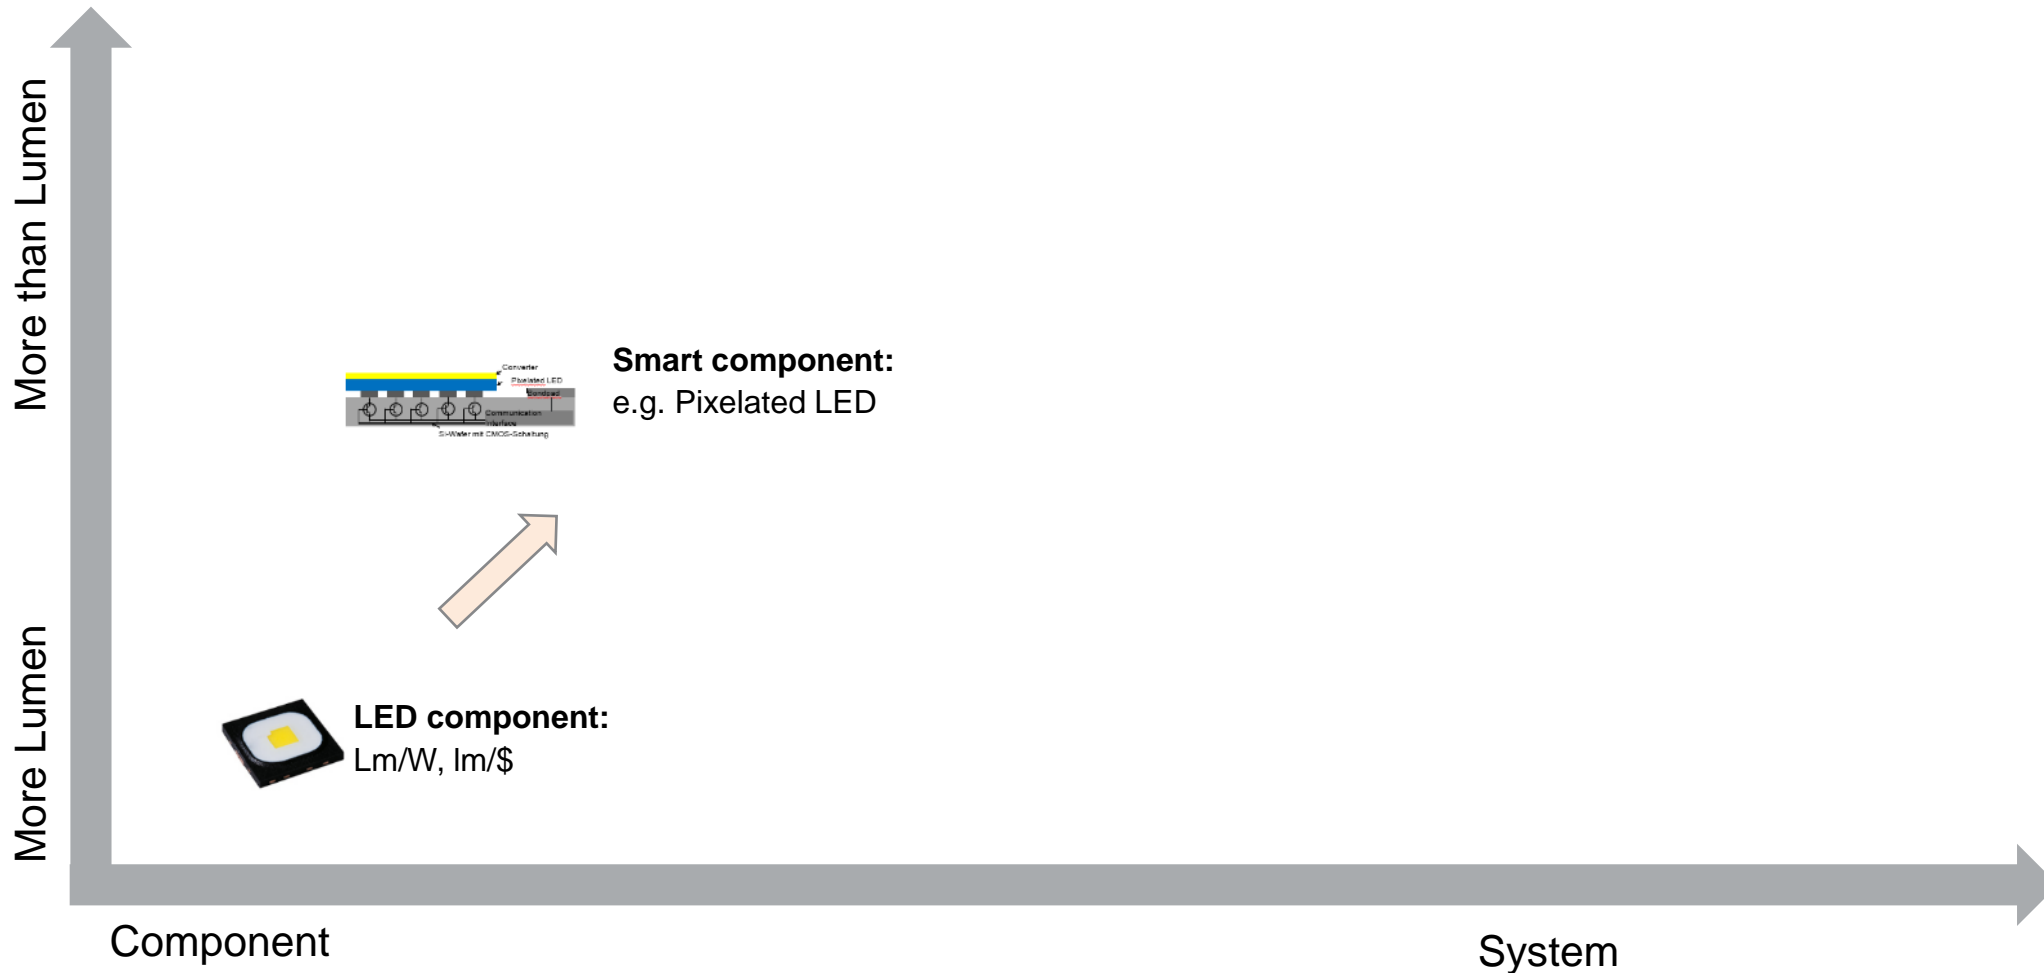 More than Lumen
Converter
Pixelated LED
Bondpad
Communication
Interface
Si-Wafer mit CMOS-Schaltung
Smart component:
e.g. Pixelated LED
More Lumen
LED component:
Lm/W, lm/$
Component
System